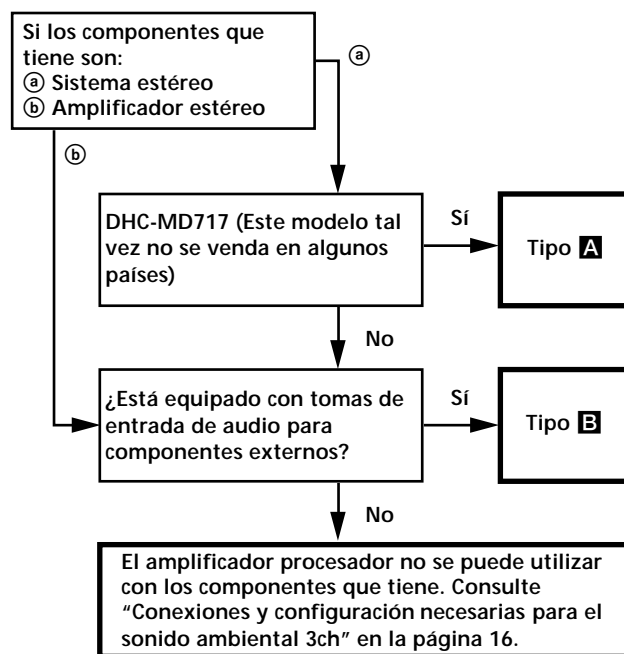 Si los componentes que
tiene son:
ⓐ Sistema estéreo
ⓑ Amplificador estéreo
ⓐ
ⓑ
DHC-MD717 (Este modelo tal
vez no se venda en algunos
países)
Sí
Tipo A
No
¿Está equipado con tomas de
entrada de audio para
componentes externos?
Sí
Tipo B
No
El amplificador procesador no se puede utilizar
con los componentes que tiene. Consulte
“Conexiones y configuración necesarias para el
sonido ambiental 3ch” en la página 16.